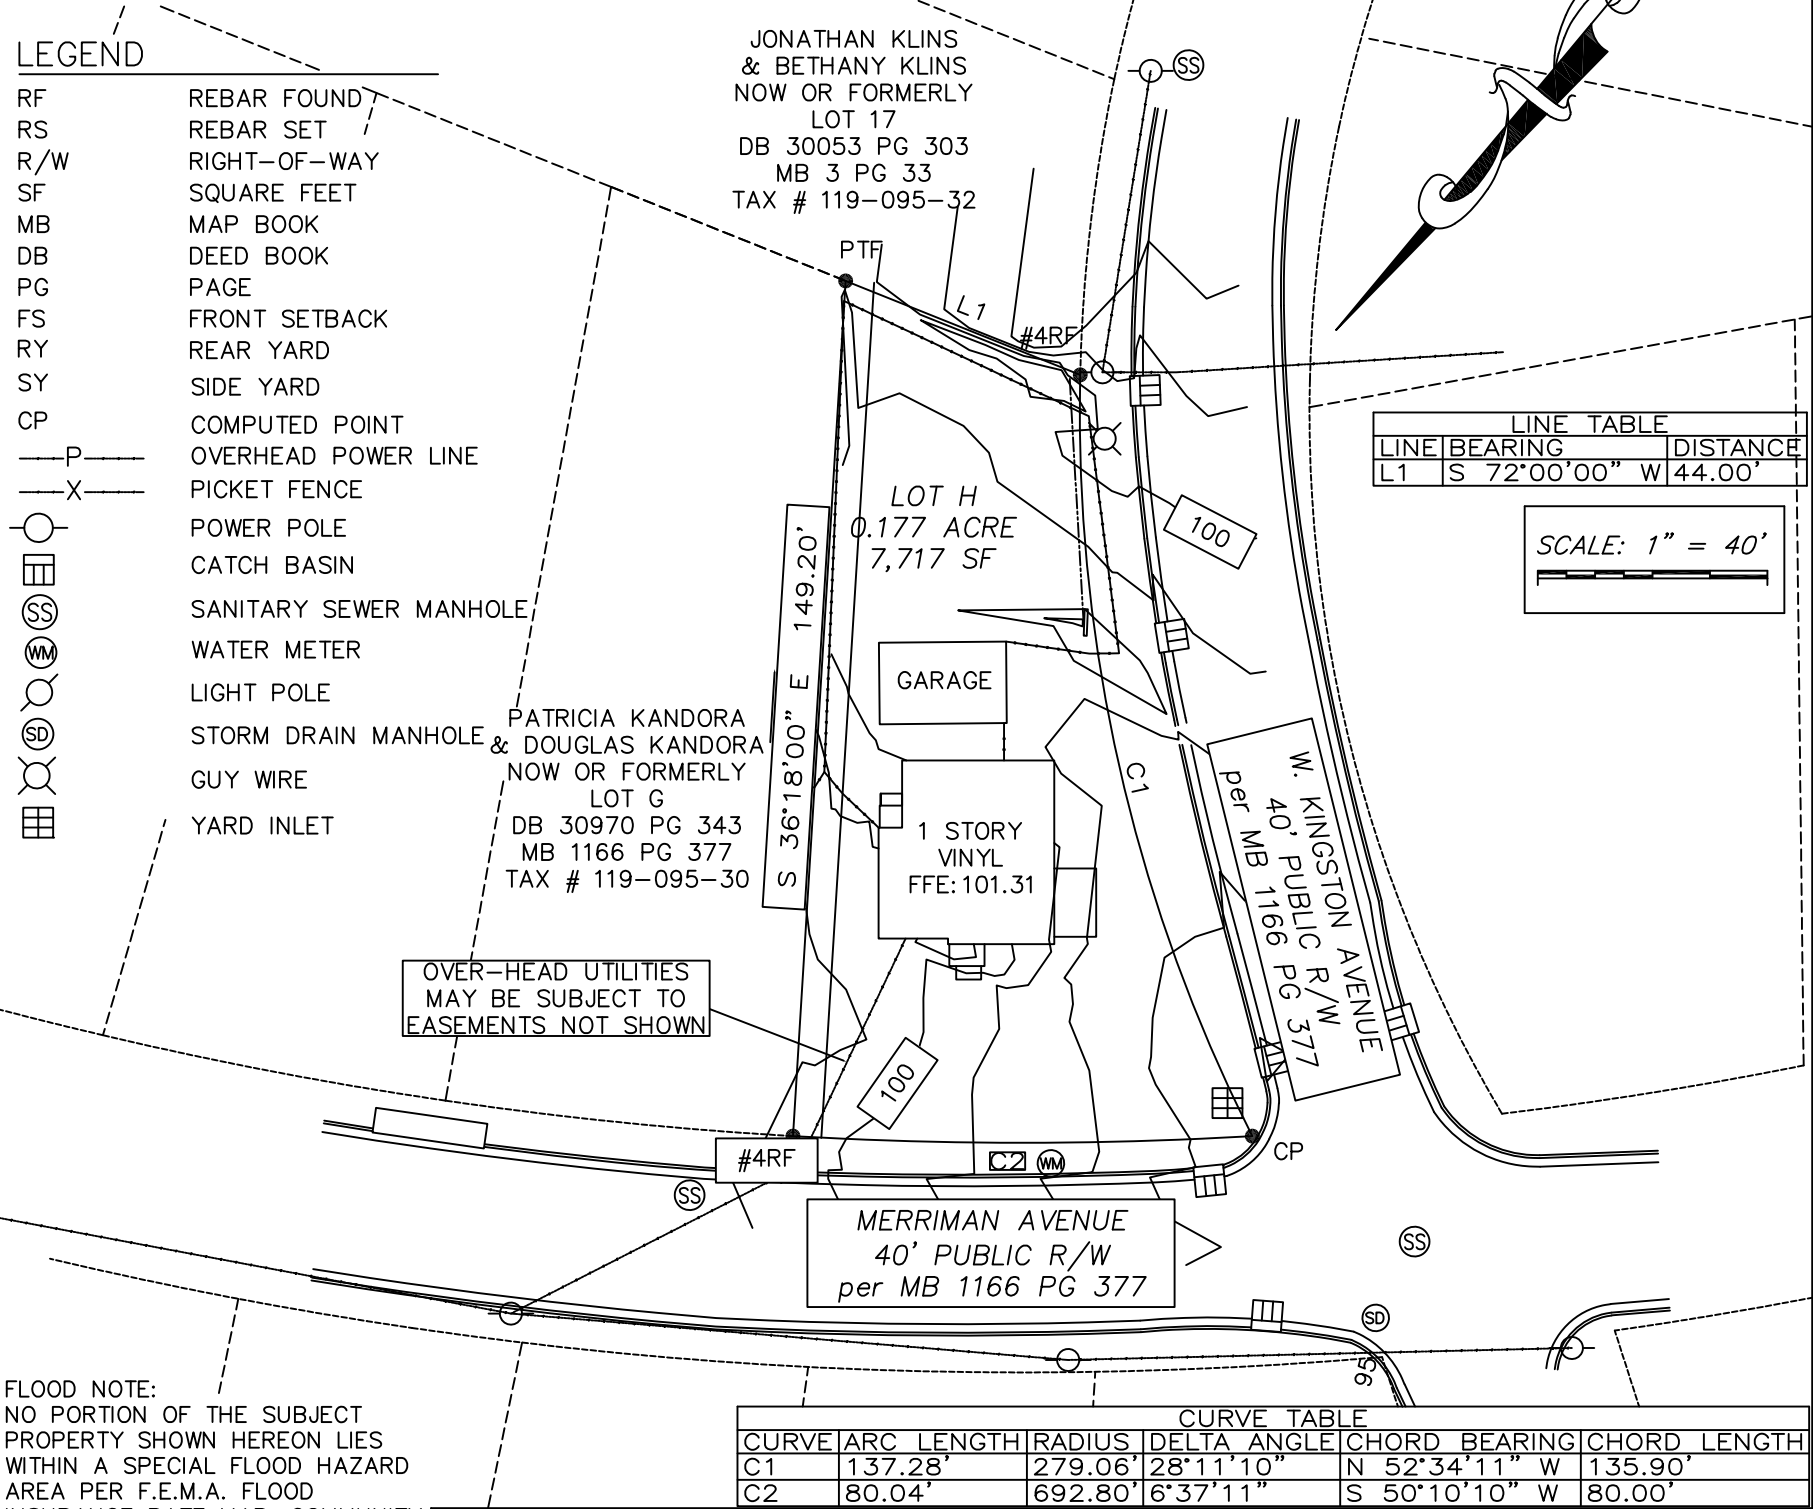 LEGEND
RF REBAR FOUND
RS REBAR SET
R/W RIGHT-OF-WAY
SF SQUARE FEET
MB MAP BOOK
DB DEED BOOK
PG PAGE
FS FRONT SETBACK
RY REAR YARD
SY SIDE YARD
CP COMPUTED POINT
P OVERHEAD POWER LINE
X PICKET FENCE
POWER POLE
CATCH BASIN
SS SANITARY SEWER MANHOLE
WM WATER METER
LIGHT POLE
SD STORM DRAIN MANHOLE
GUY WIRE
YARD INLET
JONATHAN KLINS
& BETHANY KLINS
NOW OR FORMERLY
LOT 17
DB 30053 PG 303
MB 3 PG 33
TAX # 119-095-32
SS
PTF
L1
#4RF
LINE TABLE
LINE BEARING DISTANCE
L1 S 72°00'00" W 44.00'
SCALE: 1" = 40'
LOT H
0.177 ACRE
7,717 SF
100
S 36°18'00" E 149.20'
GARAGE
PATRICIA KANDORA
& DOUGLAS KANDORA
NOW OR FORMERLY
LOT G
DB 30970 PG 343
MB 1166 PG 377
TAX # 119-095-30
C1
1 STORY
VINYL
FFE:101.31
W. KINGSTON AVENUE
40' PUBLIC R/W
per MB 1166 PG 377
OVER-HEAD UTILITIES
MAY BE SUBJECT TO
EASEMENTS NOT SHOWN
100
#4RF
C2
WM
CP
SS
MERRIMAN AVENUE
40' PUBLIC R/W
per MB 1166 PG 377
SS
SD
95
FLOOD NOTE:
NO PORTION OF THE SUBJECT
PROPERTY SHOWN HEREON LIES
WITHIN A SPECIAL FLOOD HAZARD
AREA PER F.E.M.A. FLOOD
CURVE TABLE
CURVE ARC LENGTH RADIUS DELTA ANGLE CHORD BEARING CHORD LENGTH
C1 137.28' 279.06' 28°11'10" N 52°34'11" W 135.90'
C2 80.04' 692.80' 6°37'11" S 50°10'10" W 80.00'